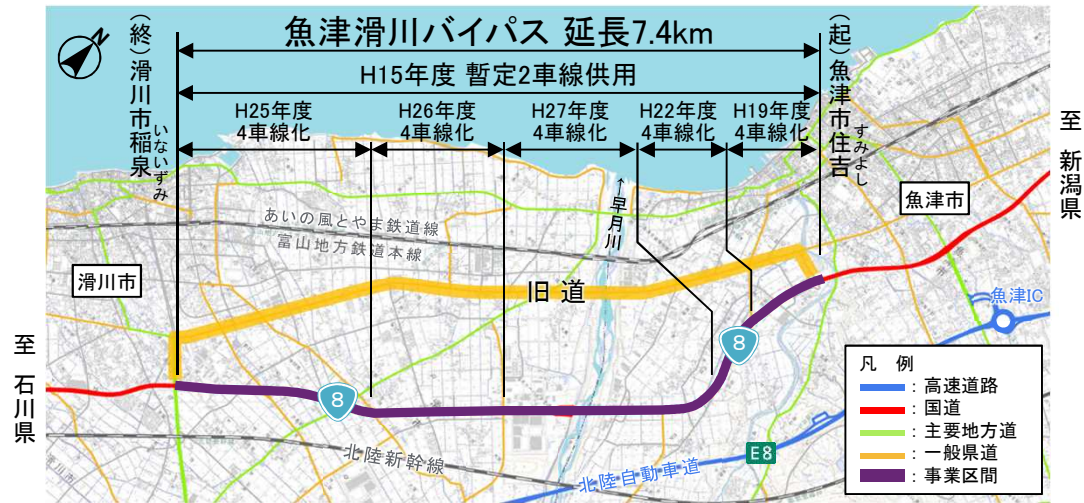 魚津滑川バイパス 延長7.4km
H15年度 暫定2車線供用
H25年度
4車線化
H26年度
4車線化
H27年度
4車線化
H22年度
4車線化
H19年度
4車線化
N
(終)滑川市稲泉
いないずみ
(起)魚津市住吉
すみよし
至 新潟県
至 石川県
魚津市
滑川市
←早月川
あいの風とやま鉄道線
富山地方鉄道本線
旧道
魚津IC
8
8
北陸新幹線
北陸自動車道
E8
凡 例
：高速道路
：国道
：主要地方道
：一般県道
：事業区間